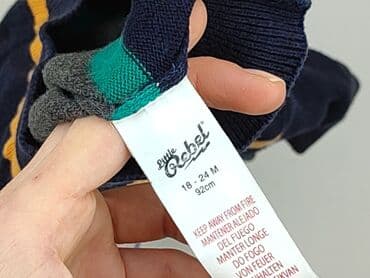 Little
Rebel
18 - 24 M
92cm
KEEP AWAY FROM FIRE
MANTENER ALEJADO
DEL FUEGO
MANTER LONGE
DO FOGO
VON FEUER